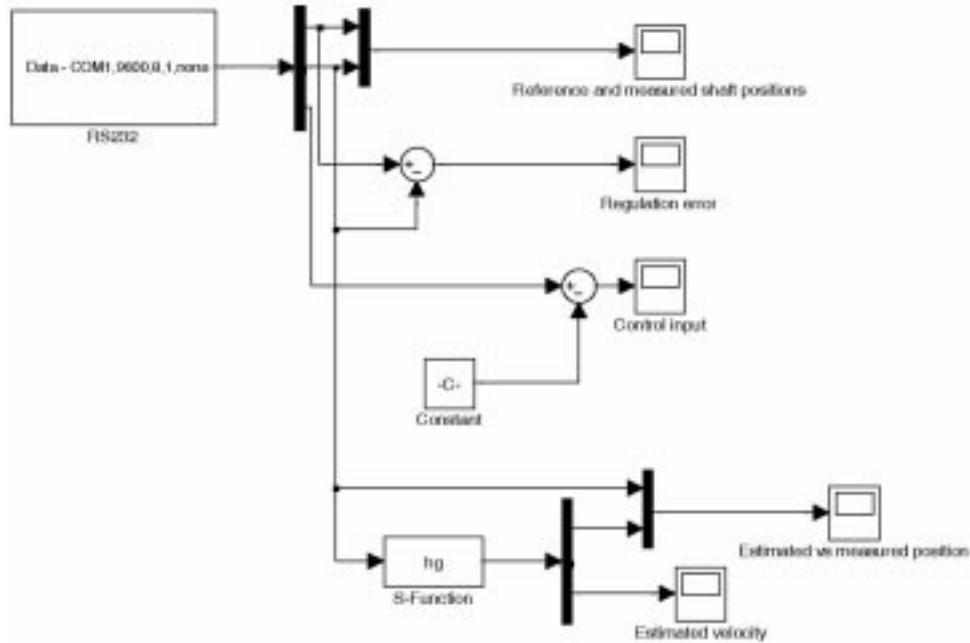 Data - COM1,9600,8,1,none
RS232
Reference and measured shaft positions
+
-
Regulation error
+
-
Control input
-C-
Constant
Estimated vs measured position
hg
S-Function
Estimated velocity